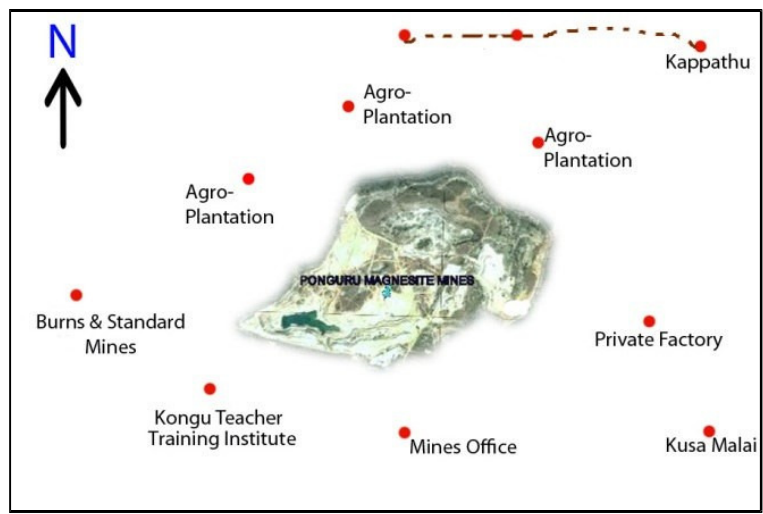 N
Kappathu
Agro-
Plantation
Agro-
Plantation
Agro-
Plantation
PONGURU MAGNESITE MINES
Burns & Standard
Mines
Private Factory
Kongu Teacher
Training Institute
Mines Office
Kusa Malai